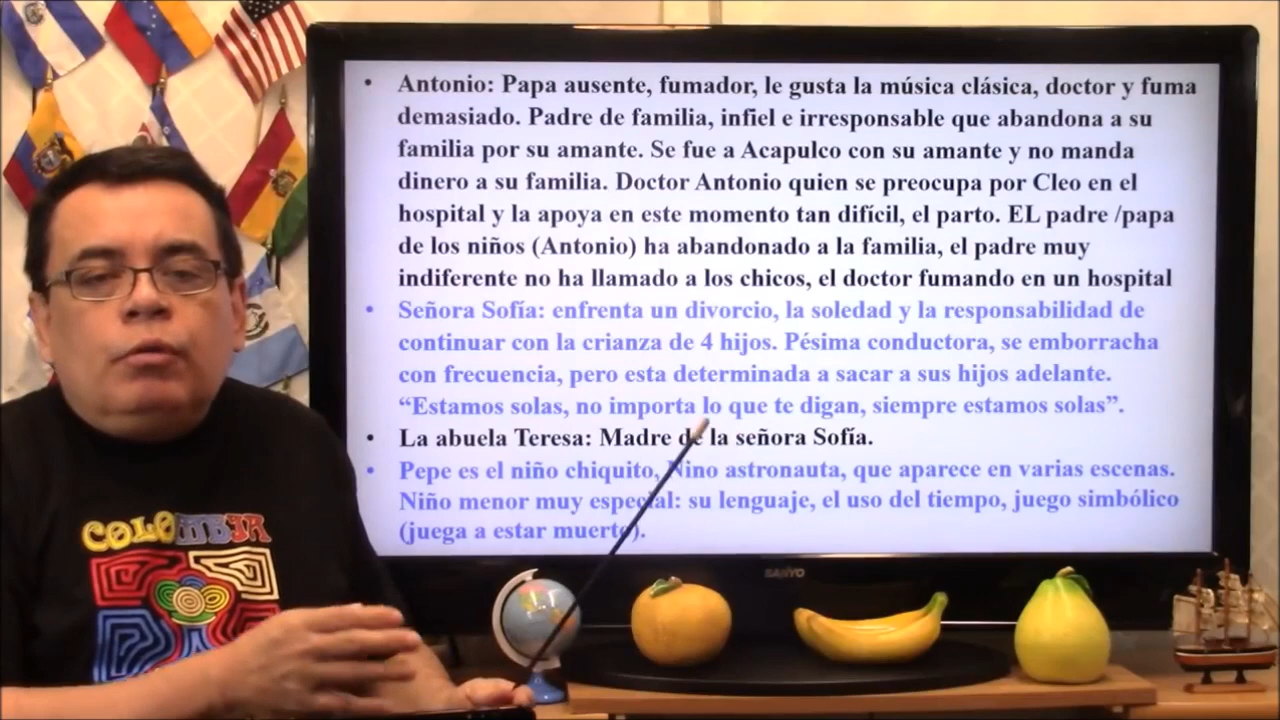 • Antonio: Papa ausente, fumador, le gusta la música clásica, doctor y fuma
demasiado. Padre de familia, infiel e irresponsable que abandona a su
familia por su amante. Se fue a Acapulco con su amante y no manda
dinero a su familia. Doctor Antonio quien se preocupa por Cleo en el
hospital y la apoya en este momento tan difícil, el parto. EL padre /papa
de los niños (Antonio) ha abandonado a la familia, el padre muy
indiferente no ha llamado a los chicos, el doctor fumando en un hospital
• Señora Sofía: enfrenta un divorcio, la soledad y la responsabilidad de
continuar con la crianza de 4 hijos. Pésima conductora, se emborracha
con frecuencia, pero esta determinada a sacar a sus hijos adelante.
“Estamos solas, no importa lo que te digan, siempre estamos solas”.
• La abuela Teresa: Madre de la señora Sofía.
• Pepe es el niño chiquito, Nino astronauta, que aparece en varias escenas.
Niño menor muy especial: su lenguaje, el uso del tiempo, juego simbólico
(juega a estar muerto).
SANYO
COLOMBIA